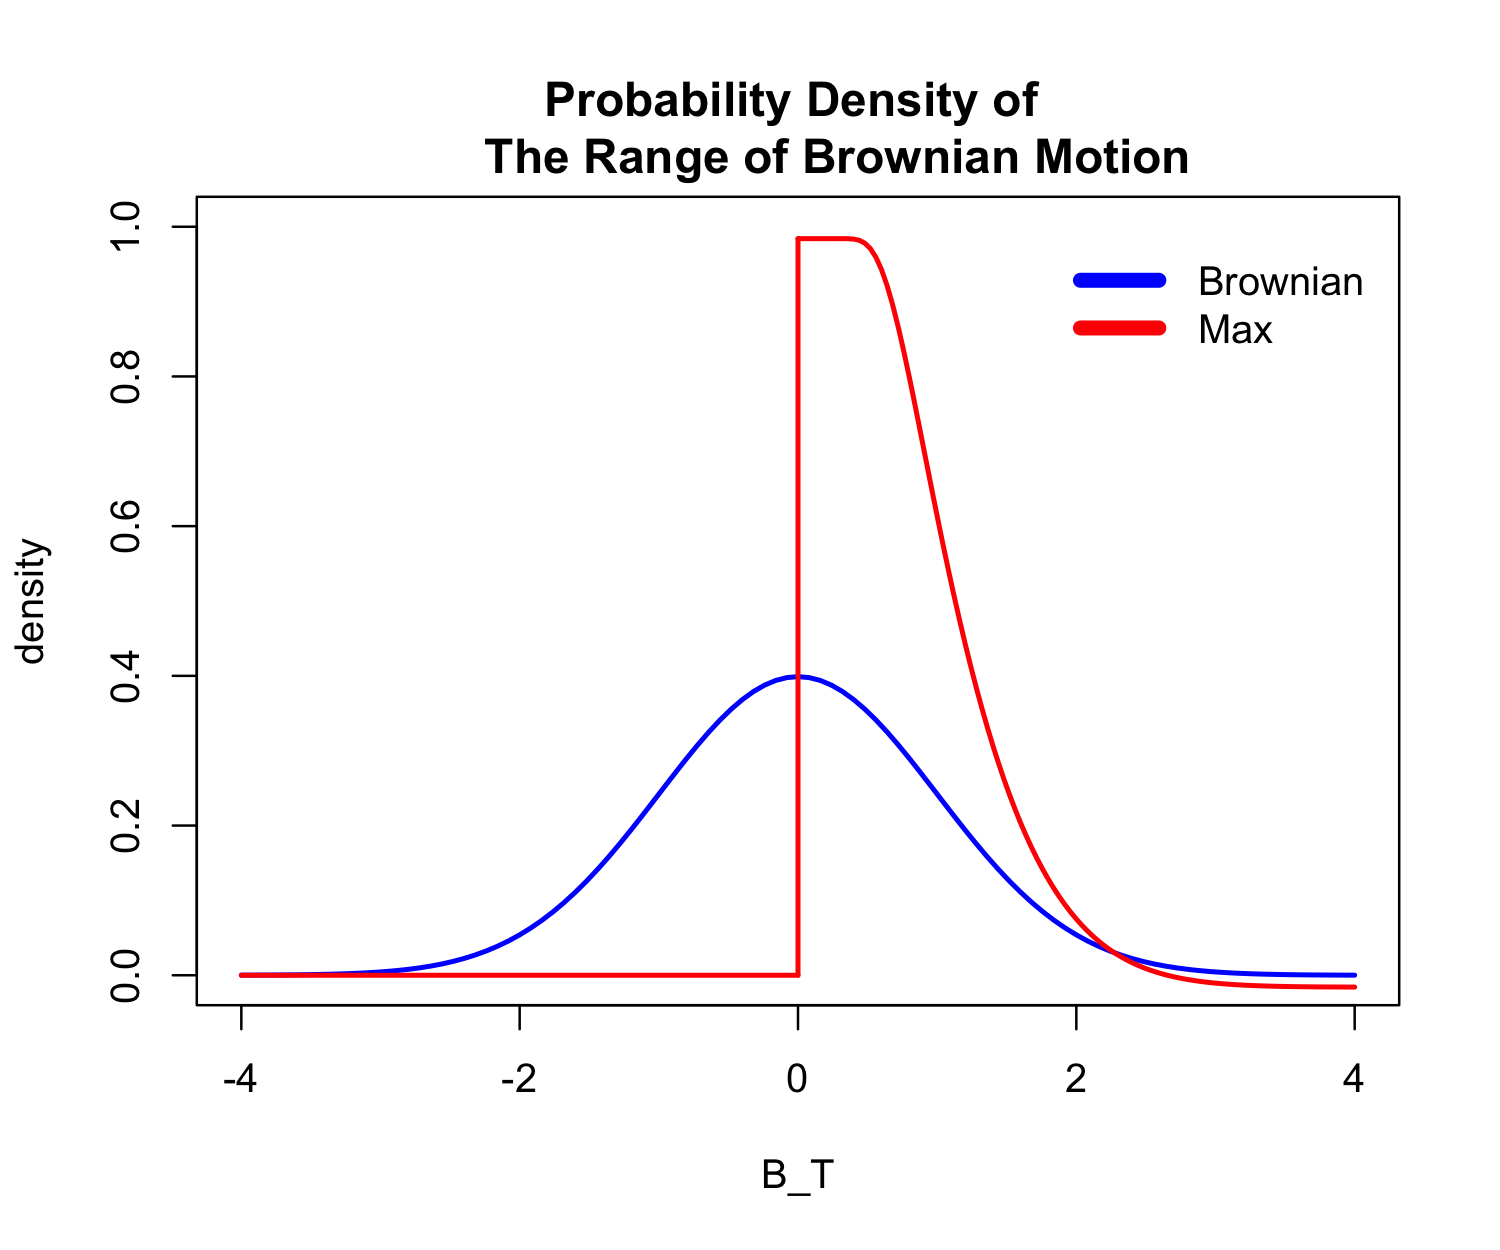 Probability Density of
The Range of Brownian Motion
density
1.0
0.8
0.6
0.4
0.2
0.0
Brownian
Max
-4 -2 0 2 4
B_T